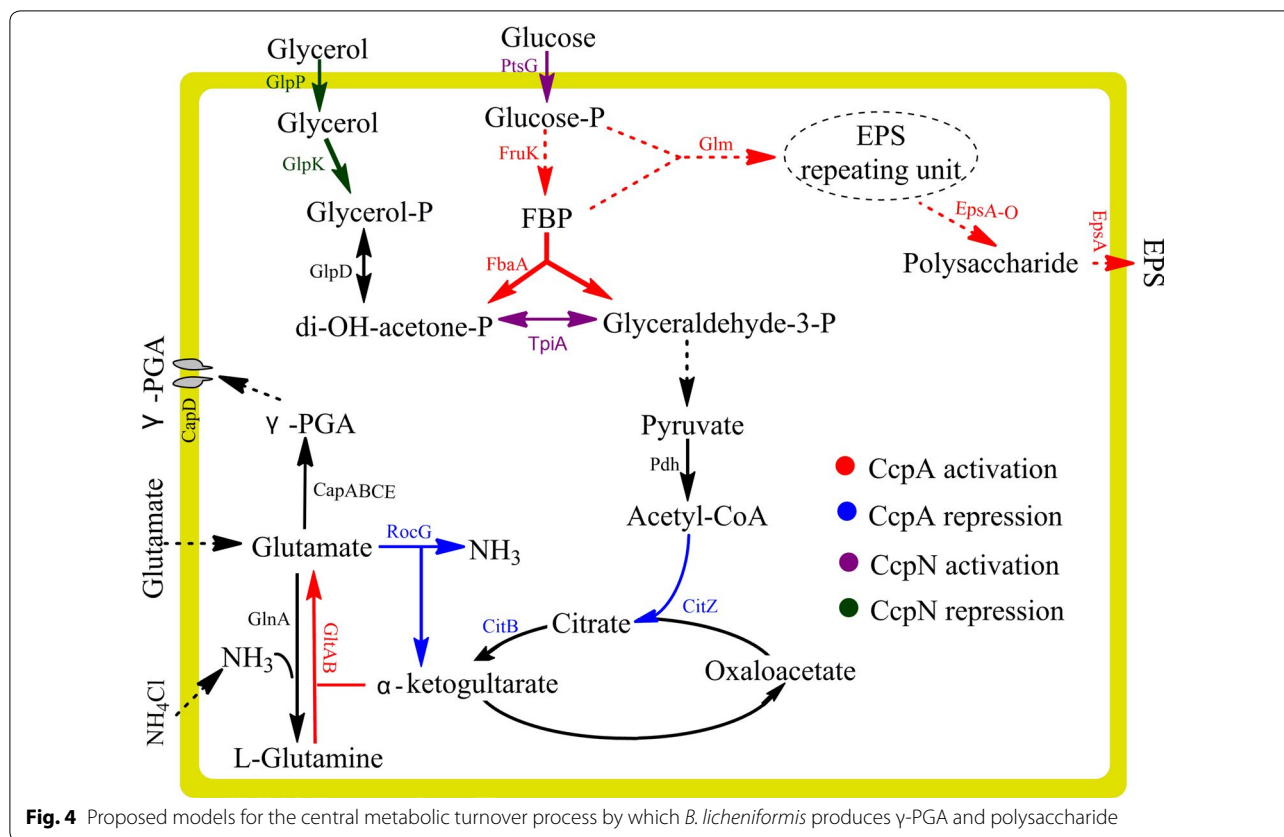 Glycerol
Glucose
GlpP
PtsG
Glycerol
Glucose-P
GlpK
FruK
Glm
EPS
repeating unit
Glycerol-P
FBP
EpsA-O
EpsA
EPS
GlpD
FbaA
Polysaccharide
di-OH-acetone-P
TpiA
Glyceraldehyde-3-P
γ -PGA
CapD
γ -PGA
Pyruvate
Pdh
CapABCE
Acetyl-CoA
CcpA activation
CcpA repression
CcpN activation
CcpN repression
Glutamate
Glutamate
RocG
NH3
GlnA
GltAB
CitB
Citrate
CitZ
NH3
α-ketogultarate
Oxaloacetate
NH4Cl
L-Glutamine
Fig. 4 Proposed models for the central metabolic turnover process by which B. licheniformis produces γ-PGA and polysaccharide